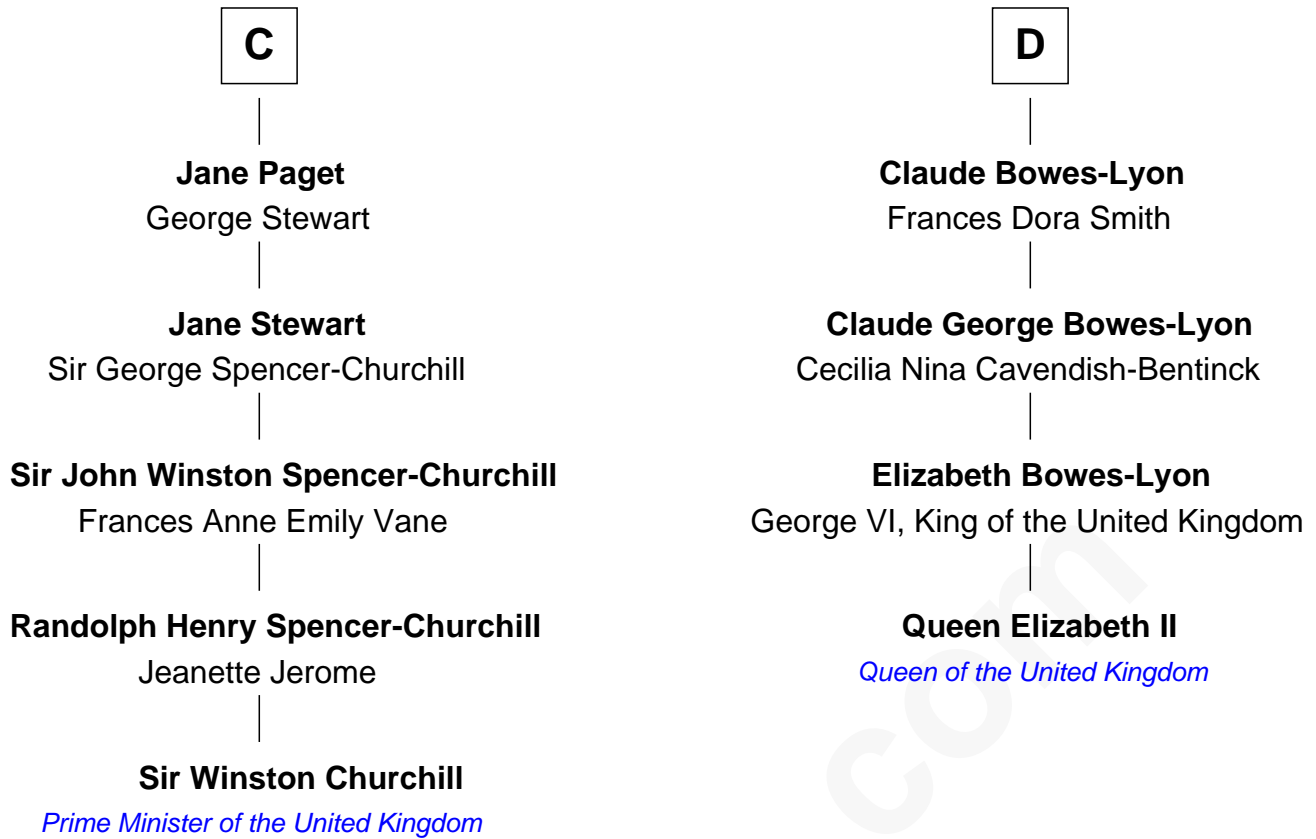 C
Jane Paget
George Stewart
Jane Stewart
Sir George Spencer-Churchill
Sir John Winston Spencer-Churchill
Frances Anne Emily Vane
Randolph Henry Spencer-Churchill
Jeanette Jerome
Sir Winston Churchill
Prime Minister of the United Kingdom
D
Claude Bowes-Lyon
Frances Dora Smith
Claude George Bowes-Lyon
Cecilia Nina Cavendish-Bentinck
Elizabeth Bowes-Lyon
George VI, King of the United Kingdom
Queen Elizabeth II
Queen of the United Kingdom
com